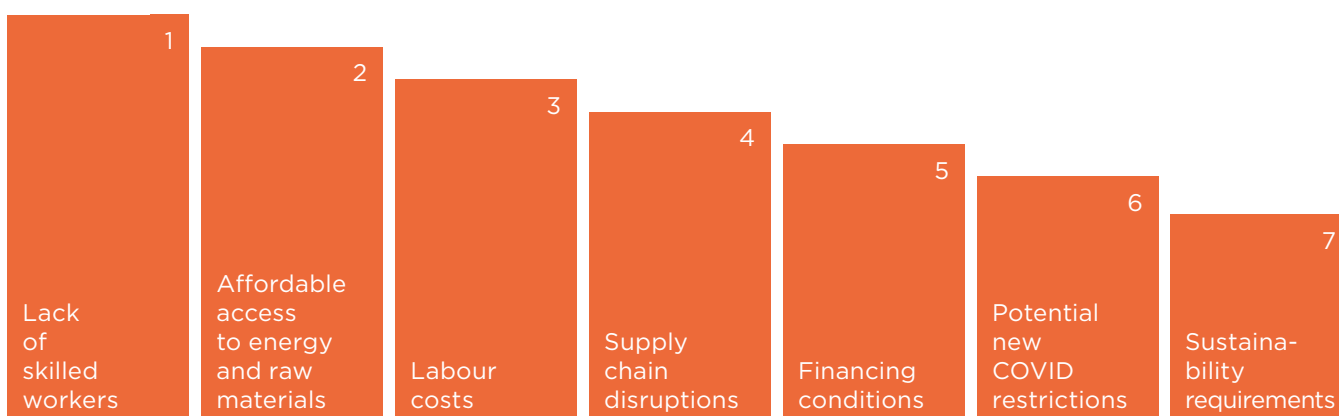 1
Lack
of
skilled
workers
2
Affordable
access
to energy
and raw
materials
3
Labour
costs
4
Supply
chain
disruptions
5
Financing
conditions
6
Potential
new
COVID
restrictions
7
Sustaina-
bility
requirements